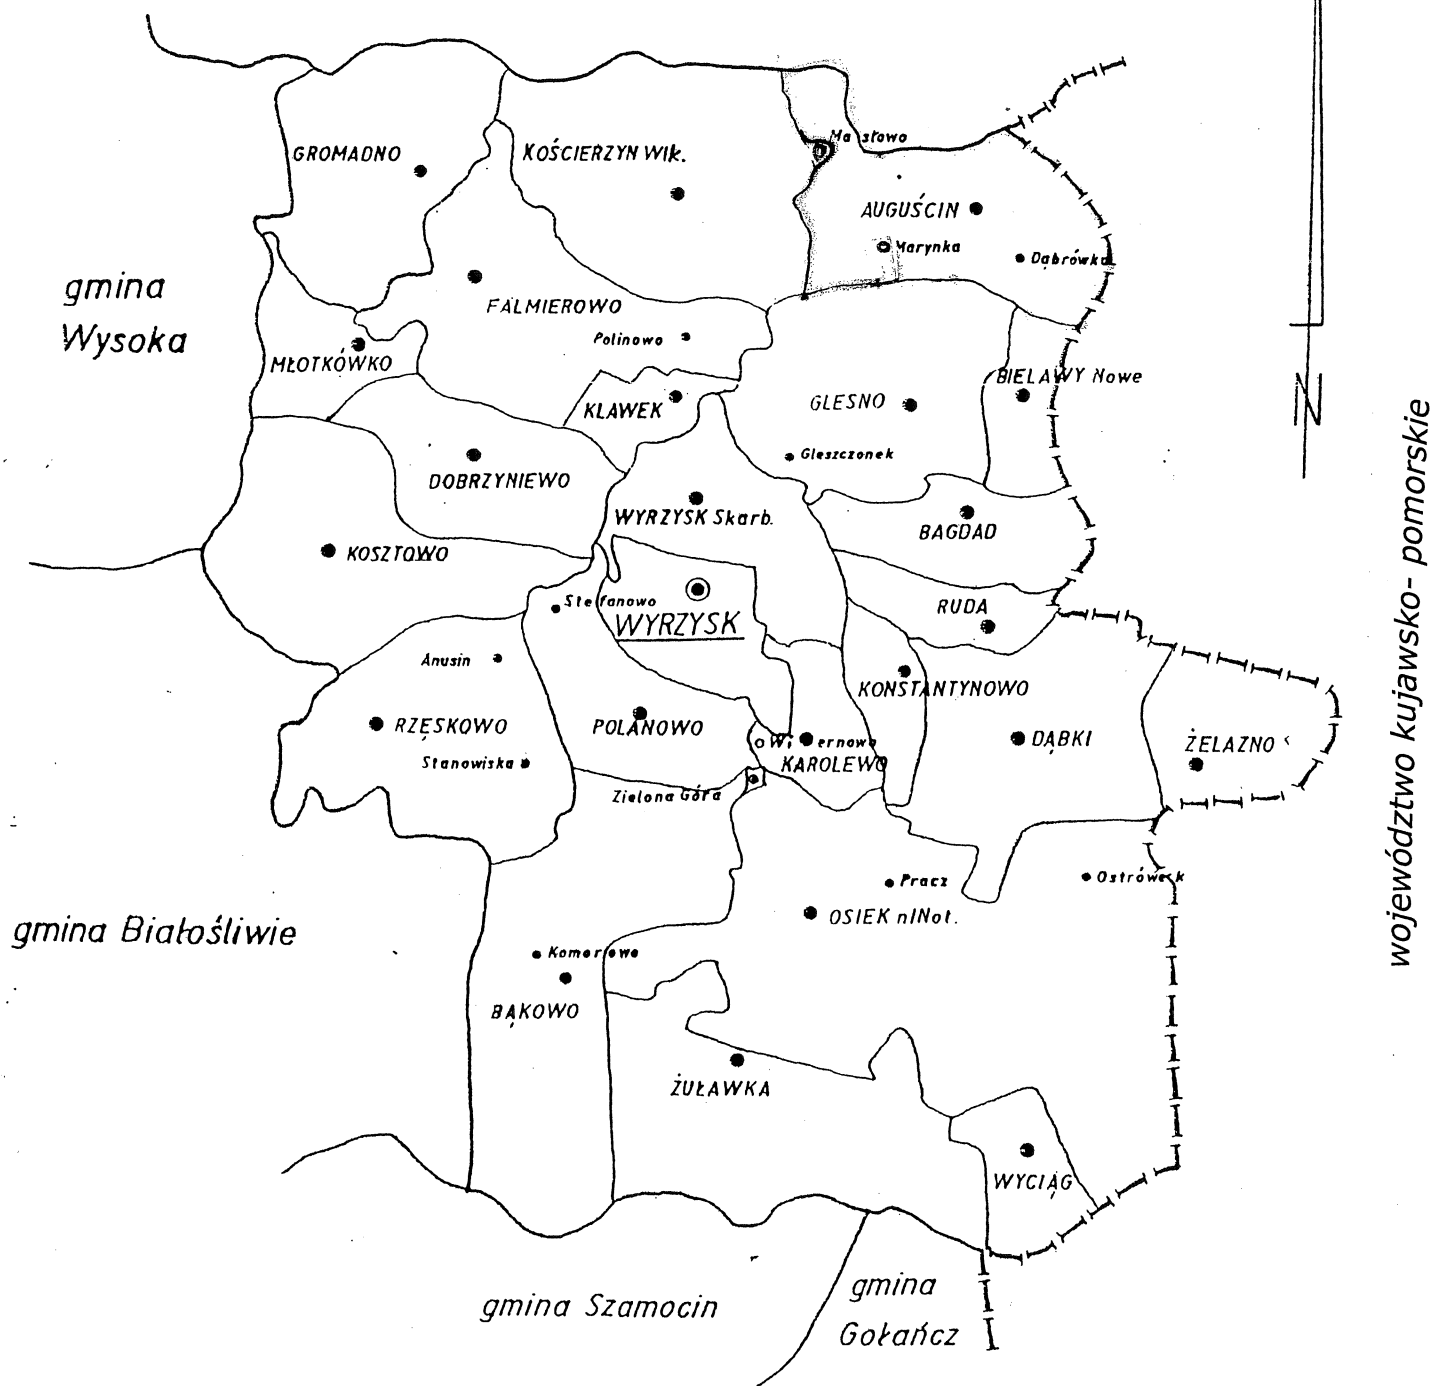 Ma słowo
GROMADNO
KOŚCIERZYN Wlk.
AUGUŚCIN
Marynka
Dąbrówka
gmina
Wysoka
FALMIEROWO
Polinowo
MŁOTKÓWKO
BIELAWY Nowe
KLAWEK
GLESNO
N
Gleszczonek
DOBRZYNIEWO
WYRZYSK Skarb.
BAGDAD
KOSZTOWO
Stefanowo
RUDA
WYRZYSK
Anusin
KONSTANTYNOWO
RZĘSKOWO
POLANOWO
DĄBKI
ŻELAZNO
województwo kujawsko- pomorskie
KAROLEWO
Stanowiska
Zielona Góra
Pracz
Ostrówek
OSIEK n/Not.
gmina Białośliwie
Komorowo
BĄKOWO
ŻUŁAWKA
WYCIĄG
gmina Szamocin
gmina
Gołańcz